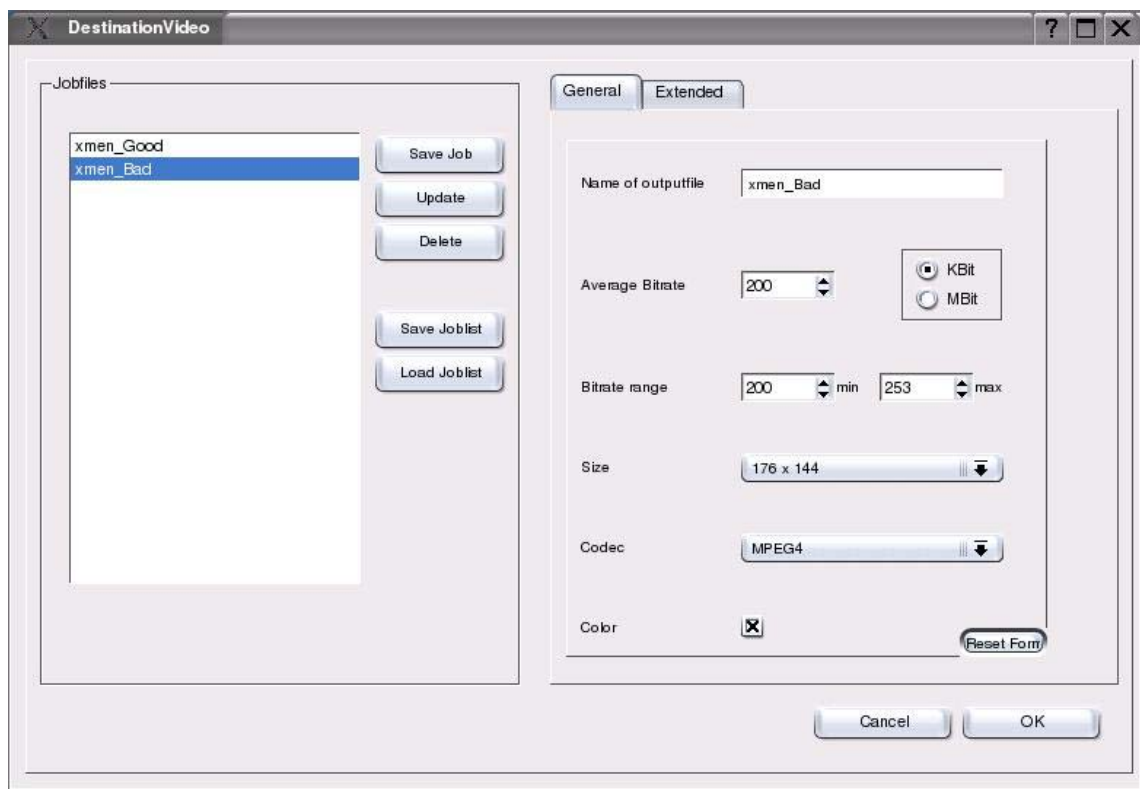 DestinationVideo
Jobfiles
xmen_Good
xmen_Bad
Save Job
Update
Delete
Save Joblist
Load Joblist
General Extended
Name of outputfile xmen_Bad
Average Bitrate 200 KBit
MBit
Bitrate range 200 min 253 max
Size 176 x 144
Codec MPEG4
Color
Reset Form
Cancel OK